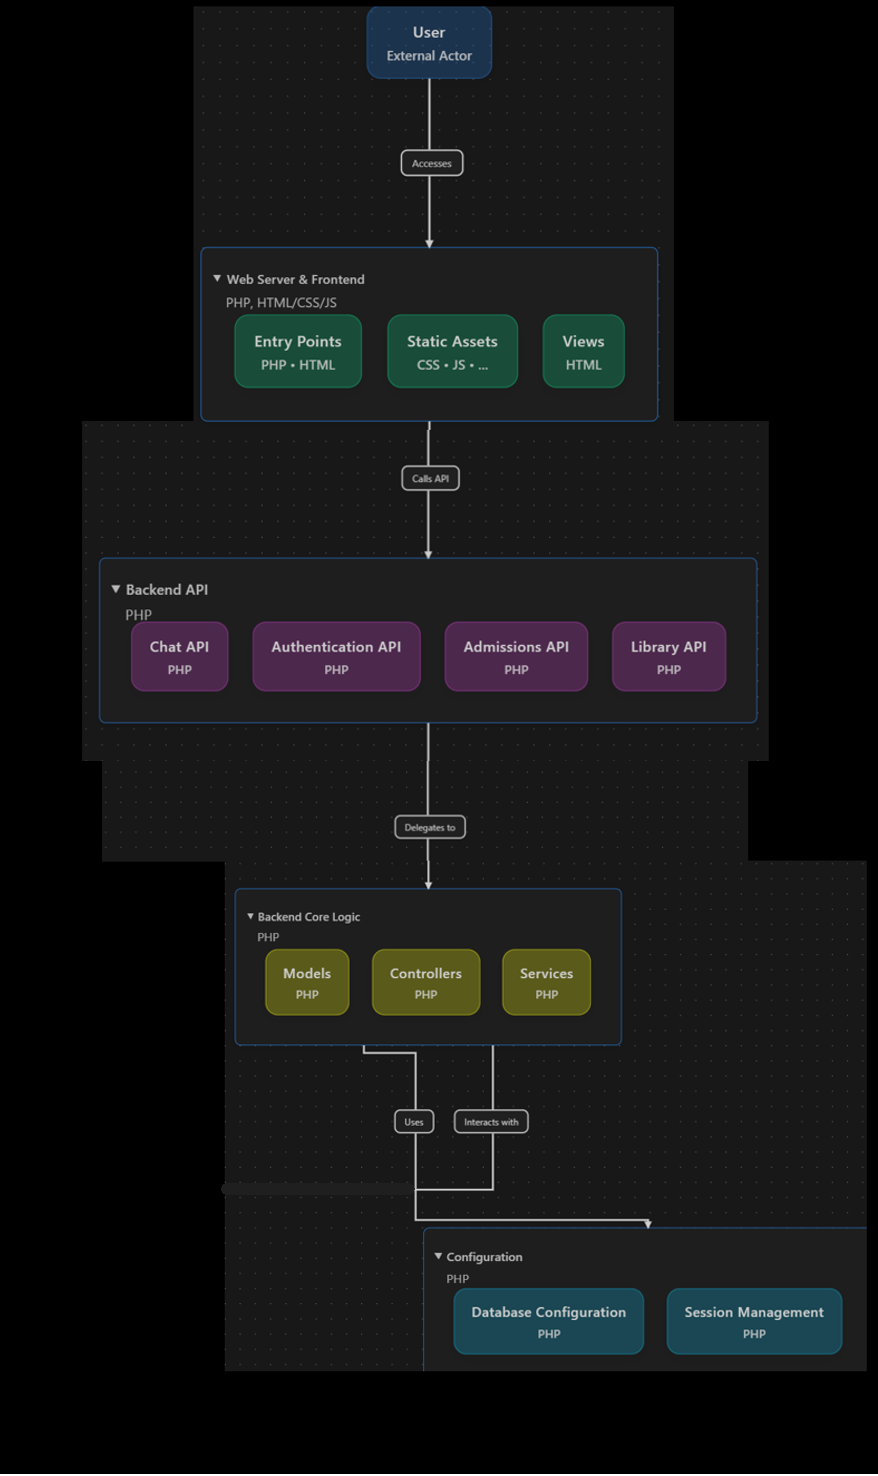 User
External Actor
Accesses
Web Server & Frontend
PHP, HTML/CSS/JS
Entry Points
PHP • HTML
Static Assets
CSS • JS • ...
Views
HTML
Calls API
Backend API
PHP
Chat API
PHP
Authentication API
PHP
Admissions API
PHP
Library API
PHP
Delegates to
Backend Core Logic
PHP
Models
PHP
Controllers
PHP
Services
PHP
Uses
Interacts with
Configuration
PHP
Database Configuration
PHP
Session Management
PHP